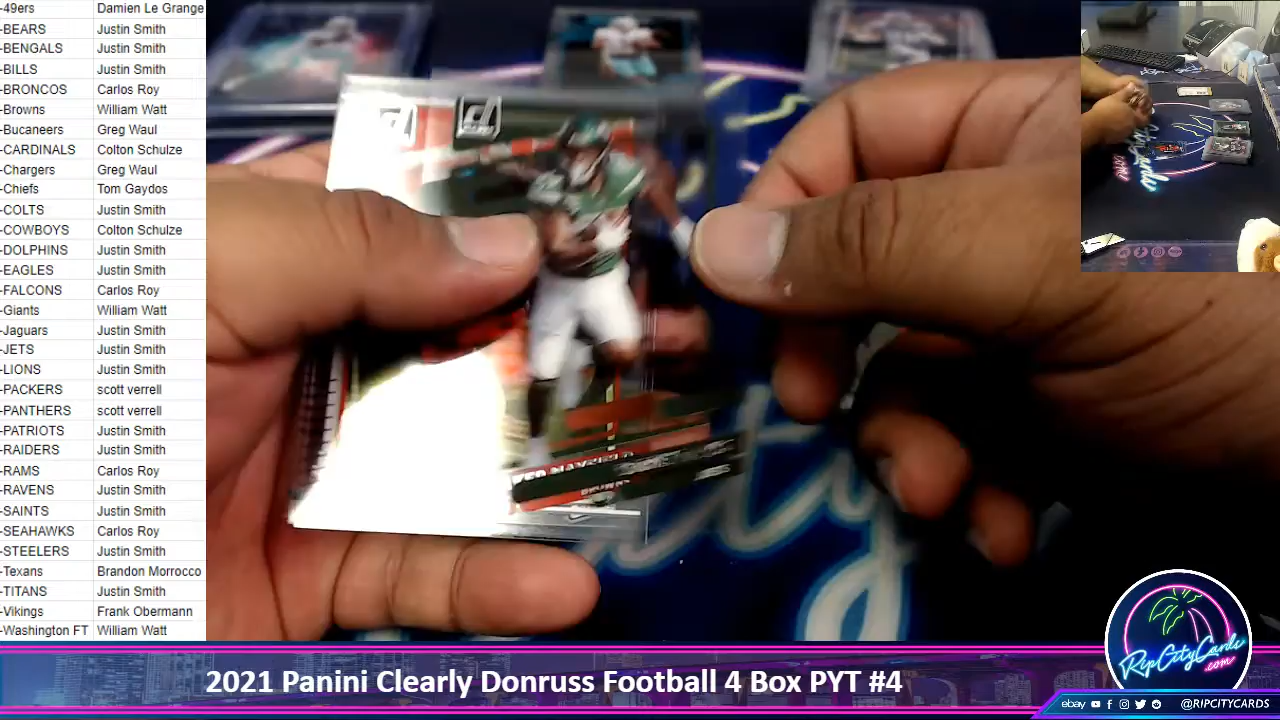 -49ers Damien Le Grange
-BEARS Justin Smith
-BENGALS Justin Smith
-BILLS Justin Smith
-BRONCOS Carlos Roy
-Browns William Watt
-Bucaneers Greg Waul
-CARDINALS Colton Schulze
-Chargers Greg Waul
-Chiefs Tom Gaydos
-COLTS Justin Smith
-COWBOYS Colton Schulze
-DOLPHINS Justin Smith
-EAGLES Justin Smith
-FALCONS Carlos Roy
-Giants William Watt
-Jaguars Justin Smith
-JETS Justin Smith
-LIONS Justin Smith
-PACKERS scott verrell
-PANTHERS scott verrell
-PATRIOTS Justin Smith
-RAIDERS Justin Smith
-RAMS Carlos Roy
-RAVENS Justin Smith
-SAINTS Justin Smith
-SEAHAWKS Carlos Roy
-STEELERS Justin Smith
-Texans Brandon Morrocco
-TITANS Justin Smith
-Vikings Frank Obermann
-Washington FT William Watt
RipCityCards
.com
2021 Panini Clearly Donruss Football 4 Box PYT #4
ebay @RIPCITYCARDS